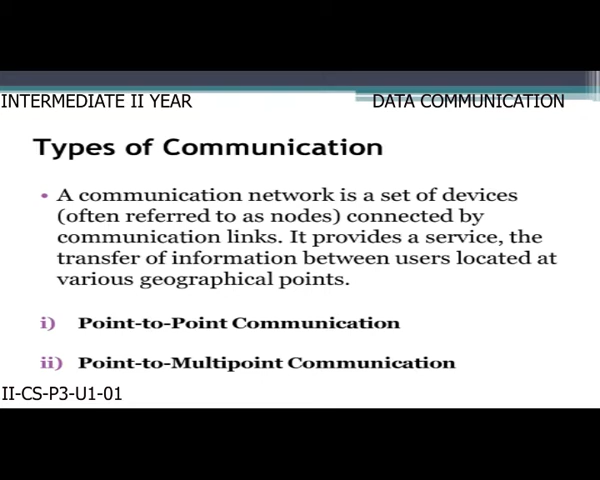 INTERMEDIATE II YEAR DATA COMMUNICATION
Types of Communication
• A communication network is a set of devices
(often referred to as nodes) connected by
communication links. It provides a service, the
transfer of information between users located at
various geographical points.
i) Point-to-Point Communication
ii) Point-to-Multipoint Communication
II-CS-P3-U1-01